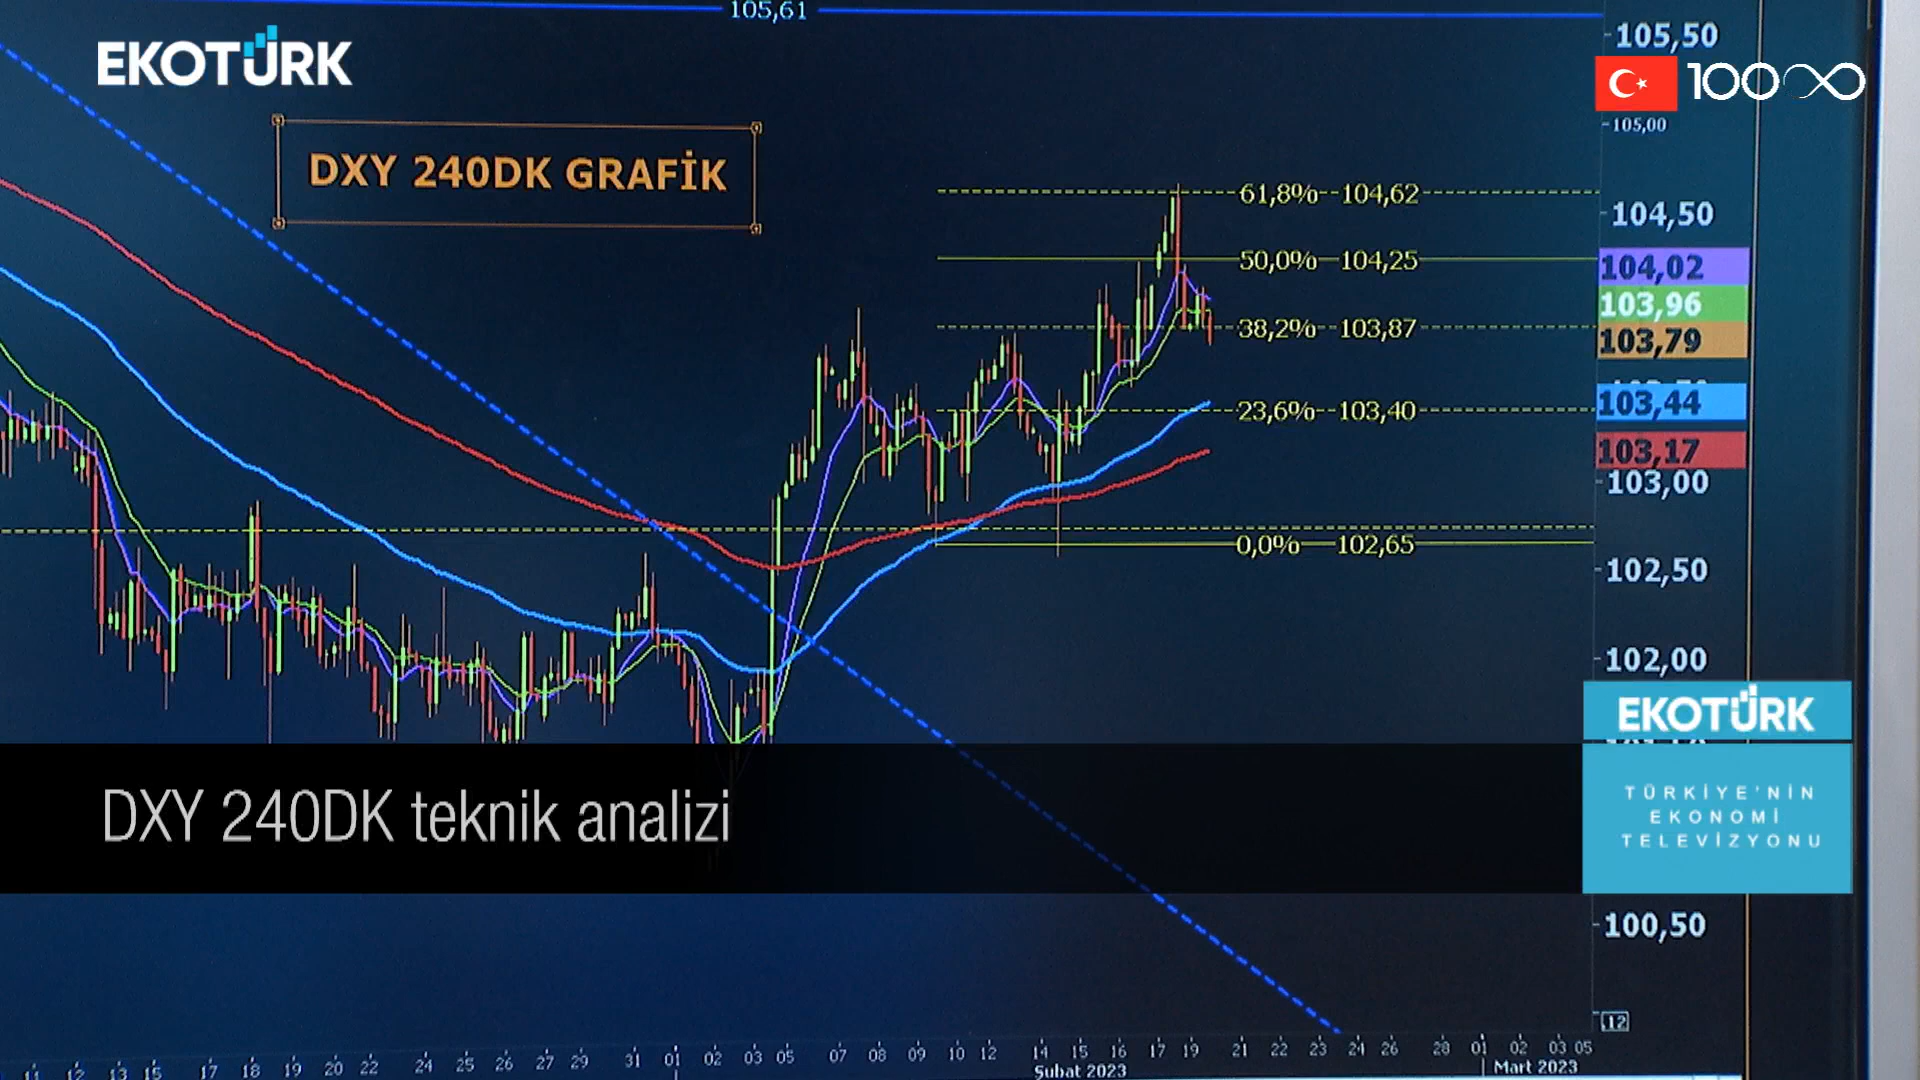 105,61
105,50
EKOTÜRK
100
105,00
DXY 240DK GRAFİK
61,8% 104,62
104,50
50,0% 104,25
104,02
103,96
38,2% 103,87
103,79
23,6% 103,40
103,44
103,17
103,00
0,0% 102,65
102,50
102,00
EKOTÜRK
DXY 240DK teknik analizi
TÜRKİYE'NİN
EKONOMİ
TELEVİZYONU
100,50
12
11 12 13 15 17 18 19 20 22 24 25 26 27 29 31 01 02 03 05 07 08 09 10 12 14 15 16 17 19 21 22 23 24 26 28 01 02 03 05
Şubat 2023 Mart 2023